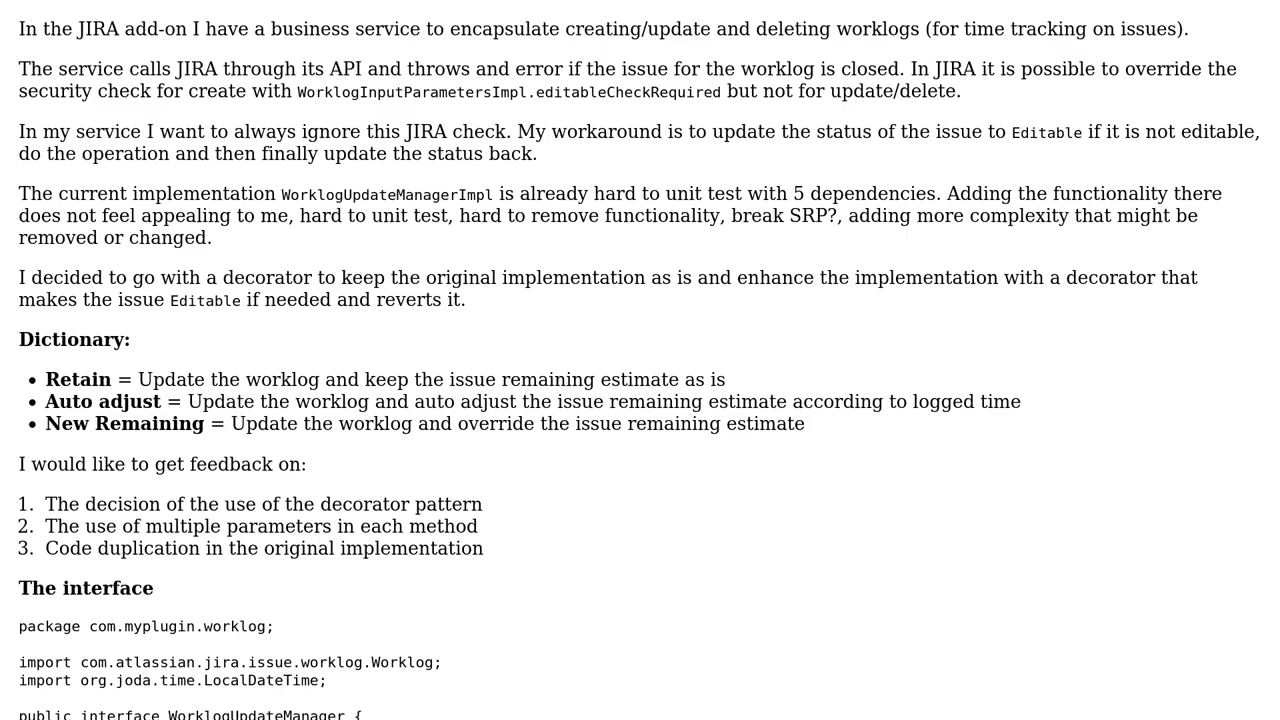 In the JIRA add-on I have a business service to encapsulate creating/update and deleting worklogs (for time tracking on issues).
The service calls JIRA through its API and throws and error if the issue for the worklog is closed. In JIRA it is possible to override the
security check for create with WorklogInputParametersImpl.editableCheckRequired but not for update/delete.
In my service I want to always ignore this JIRA check. My workaround is to update the status of the issue to Editable if it is not editable,
do the operation and then finally update the status back.
The current implementation WorklogUpdateManagerImpl is already hard to unit test with 5 dependencies. Adding the functionality there
does not feel appealing to me, hard to unit test, hard to remove functionality, break SRP?, adding more complexity that might be
removed or changed.
I decided to go with a decorator to keep the original implementation as is and enhance the implementation with a decorator that
makes the issue Editable if needed and reverts it.
Dictionary:
• Retain = Update the worklog and keep the issue remaining estimate as is
• Auto adjust = Update the worklog and auto adjust the issue remaining estimate according to logged time
• New Remaining = Update the worklog and override the issue remaining estimate
I would like to get feedback on:
1. The decision of the use of the decorator pattern
2. The use of multiple parameters in each method
3. Code duplication in the original implementation
The interface
package com.myplugin.worklog;
import com.atlassian.jira.issue.worklog.Worklog;
import org.joda.time.LocalDateTime;
public interface WorklogUpdateManager {